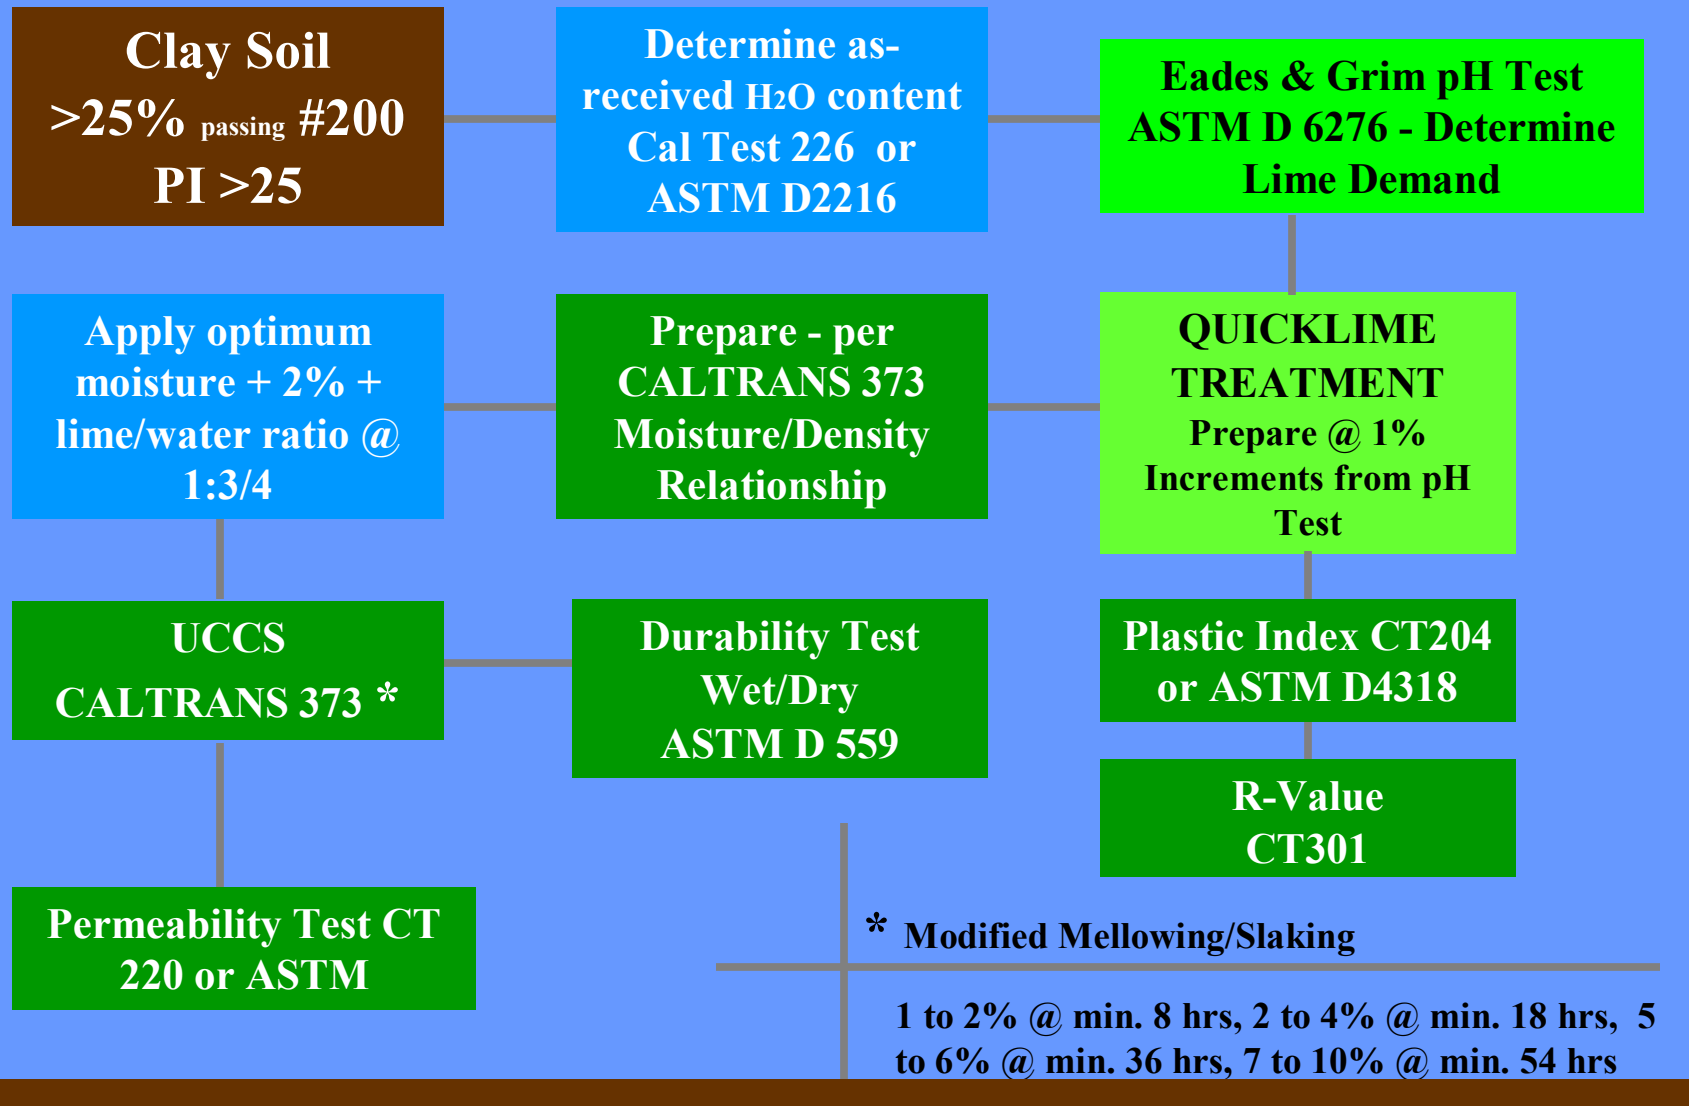 Clay Soil
>25% passing #200
PI >25
Determine as-
received H2O content
Cal Test 226 or
ASTM D2216
Eades & Grim pH Test
ASTM D 6276 - Determine
Lime Demand
Apply optimum
moisture + 2% +
lime/water ratio @
1:3/4
Prepare - per
CALTRANS 373
Moisture/Density
Relationship
QUICKLIME
TREATMENT
Prepare @ 1%
Increments from pH
Test
UCCS
CALTRANS 373 *
Durability Test
Wet/Dry
ASTM D 559
Plastic Index CT204
or ASTM D4318
R-Value
CT301
Permeability Test CT
220 or ASTM
* Modified Mellowing/Slaking
1 to 2% @ min. 8 hrs, 2 to 4% @ min. 18 hrs, 5
to 6% @ min. 36 hrs, 7 to 10% @ min. 54 hrs